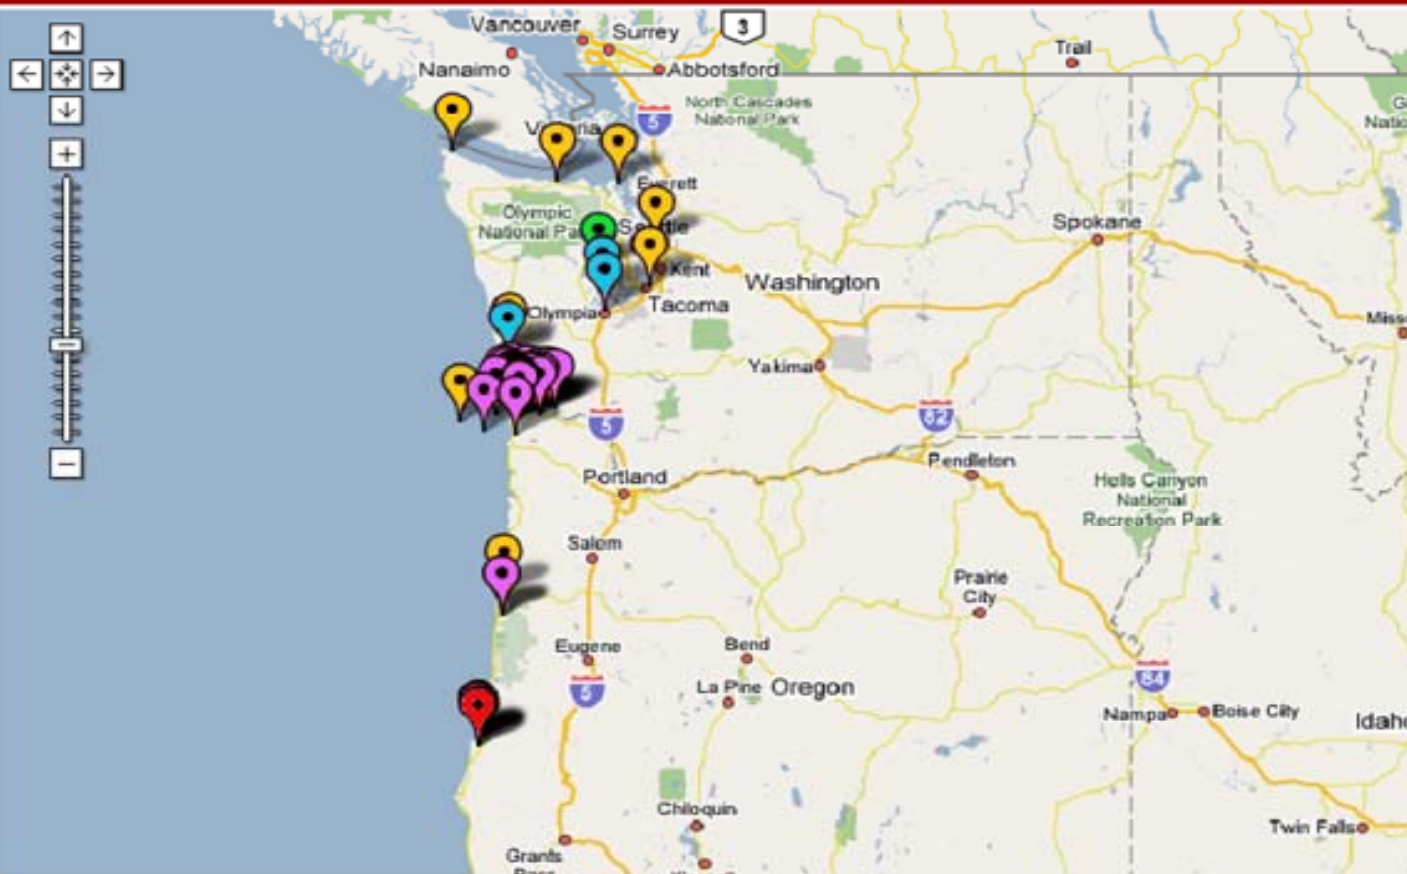 Vancouver
3
Surrey
Trail
Nanaimo
Abbotsford
North Cascades
National Park
5
Everett
Olympic
National
Spokane
Kent
Washington
Tacoma
Olympia
Yakima
5
82
Portland
Pendleton
Hells Canyon
National
Recreation Park
Salem
Prairie
City
Eugene
Bend
La Pine
Oregon
5
84
Nampa
Boise City
Chiloquin
Twin Falls
Grants